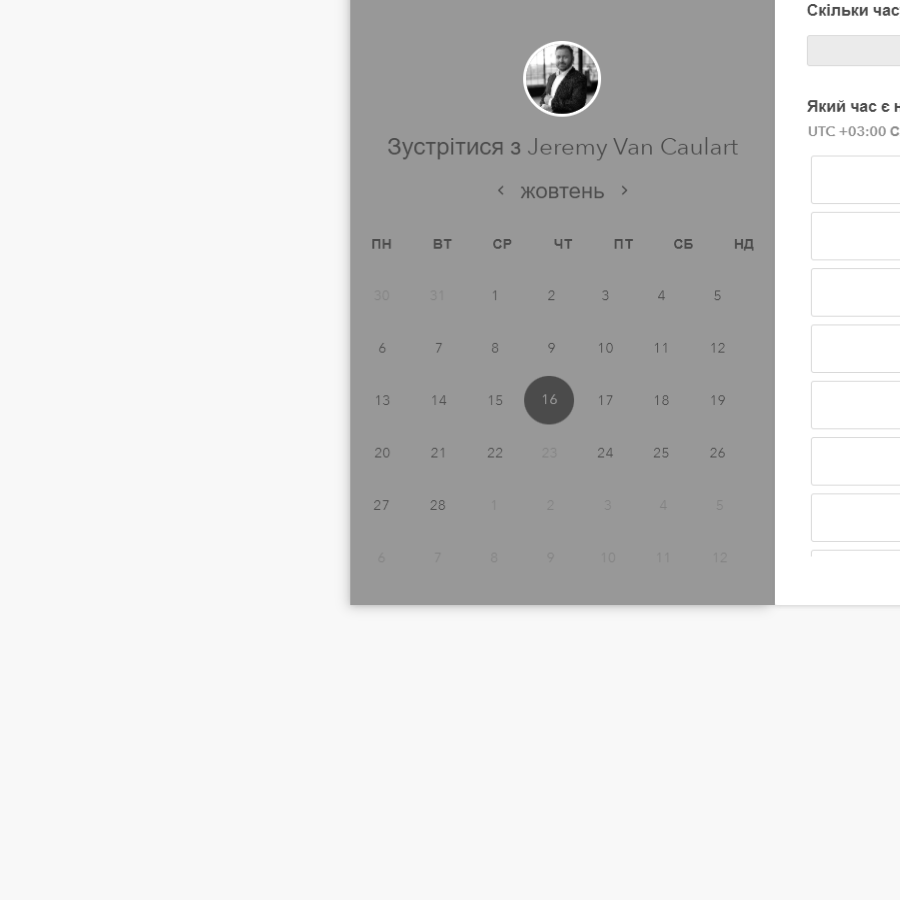 Скільки час
Який час є н
UTC +03:00 С
Зустрітися з Jeremy Van Caulart
жовтень
ПН ВТ СР ЧТ ПТ СБ НД
30 31 1 2 3 4 5
6 7 8 9 10 11 12
13 14 15 16 17 18 19
20 21 22 23 24 25 26
27 28 1 2 3 4 5
6 7 8 9 10 11 12